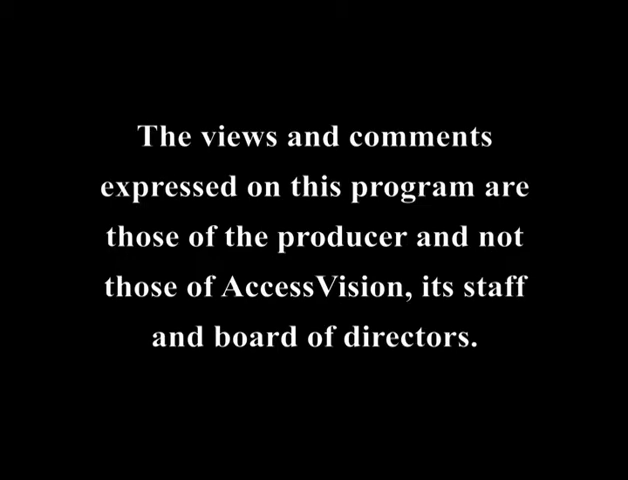 The views and comments
expressed on this program are
those of the producer and not
those of AccessVision, its staff
and board of directors.